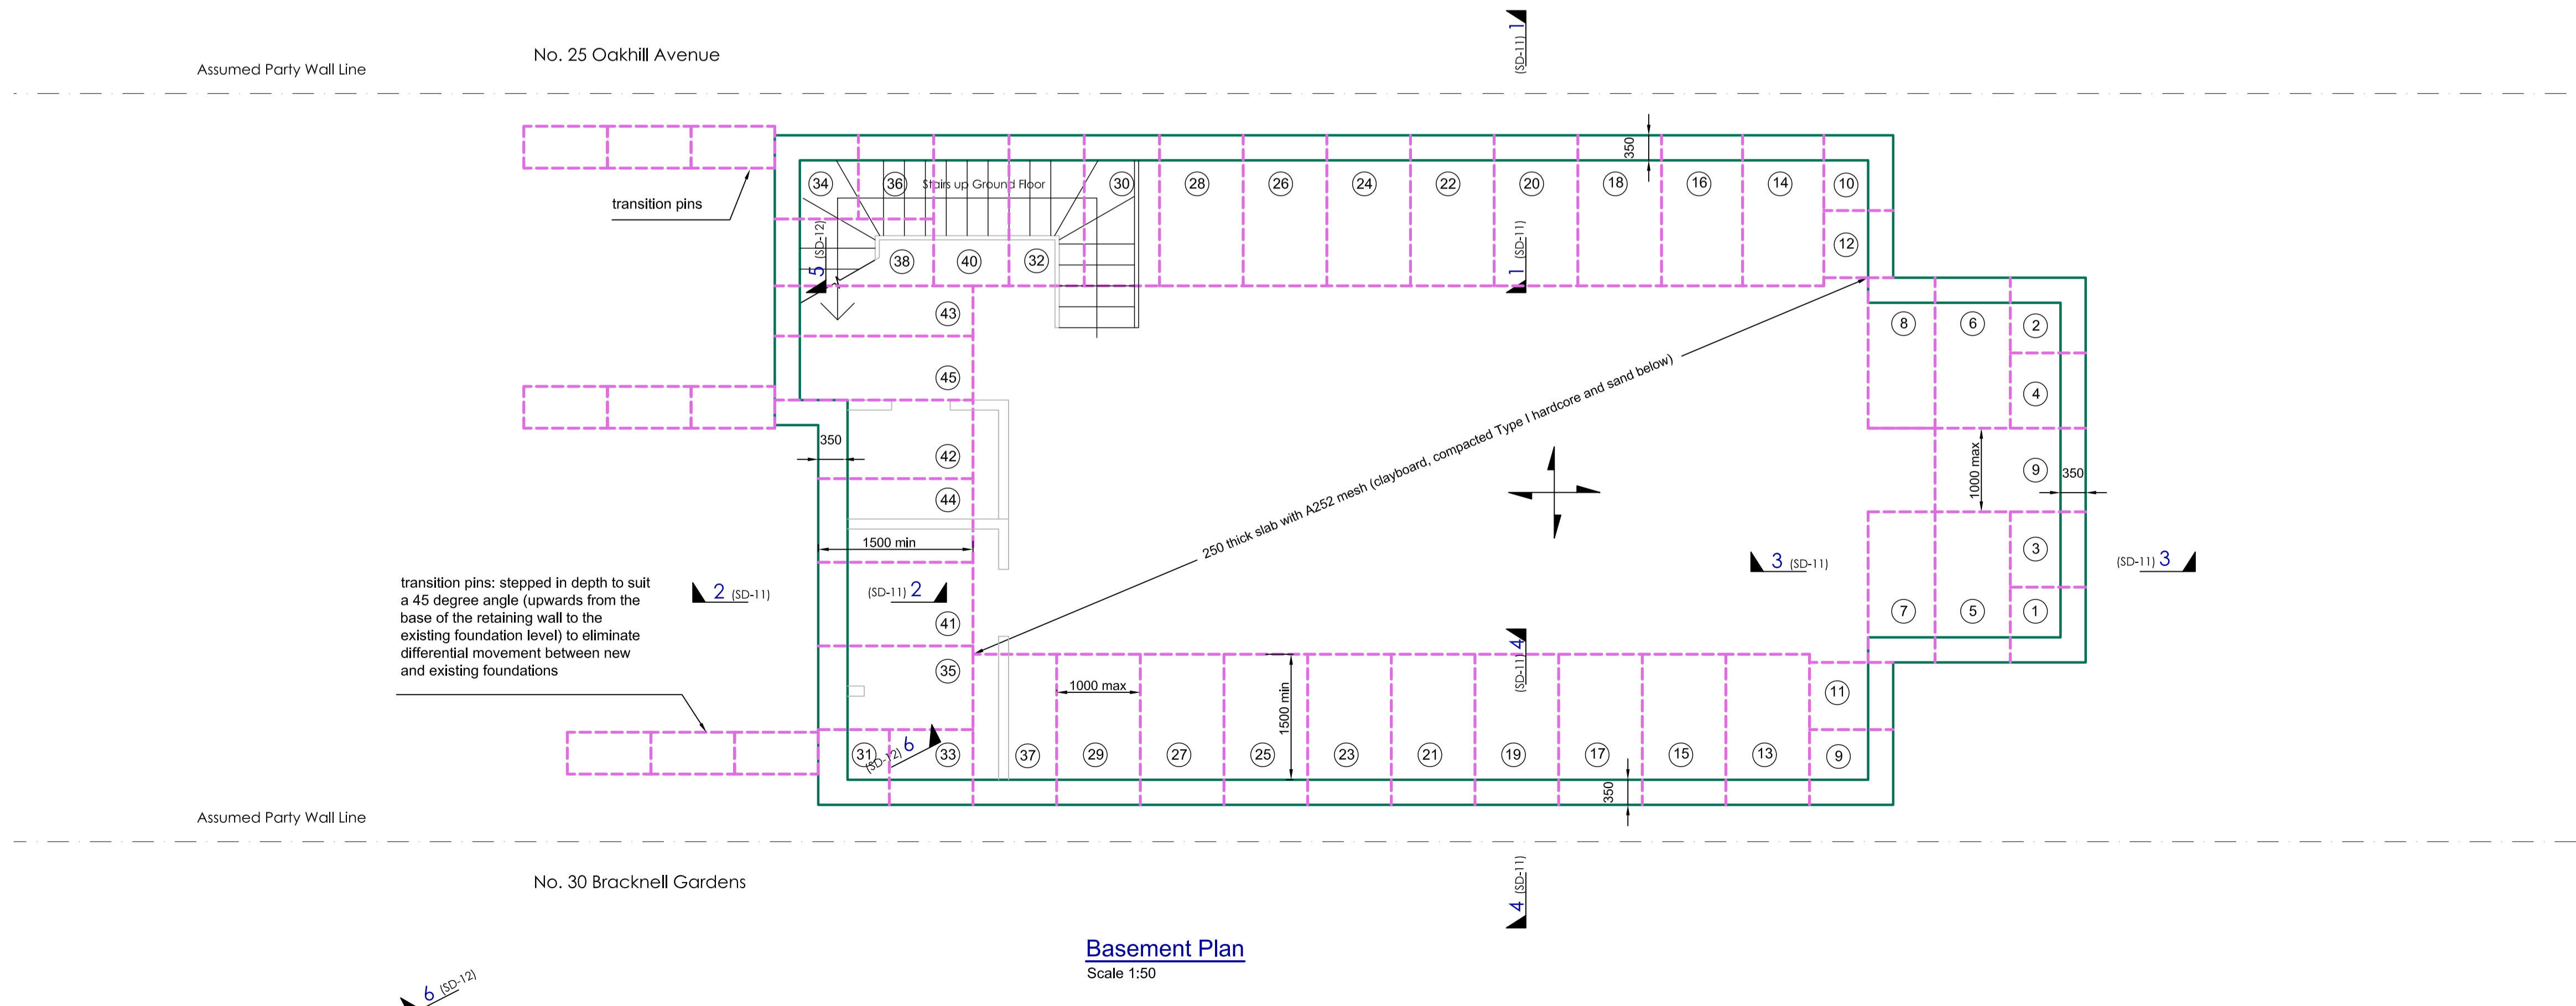 1
(SD-11)
No. 25 Oakhill Avenue
Assumed Party Wall Line
350
34
36
Stairs up Ground Floor
30
28
26
24
22
20
18
16
14
10
transition pins
12
5 (SD-12)
1 (SD-11)
38
40
32
43
8
6
2
45
4
250 thick slab with A252 mesh (clayboard, compacted Type I hardcore and sand below)
350
42
1000 max
9
350
44
1500 min
3
transition pins: stepped in depth to suit
a 45 degree angle (upwards from the
base of the retaining wall to the
existing foundation level) to eliminate
differential movement between new
and existing foundations
2 (SD-11)
(SD-11) 2
3 (SD-11)
(SD-11) 3
41
7
5
1
4 (SD-11)
35
1000 max
1500 min
11
31
(SD-12) 6
33
37
29
27
25
23
21
19
17
15
13
9
350
Assumed Party Wall Line
No. 30 Bracknell Gardens
4 (SD-11)
Basement Plan
Scale 1:50
6 (SD-12)